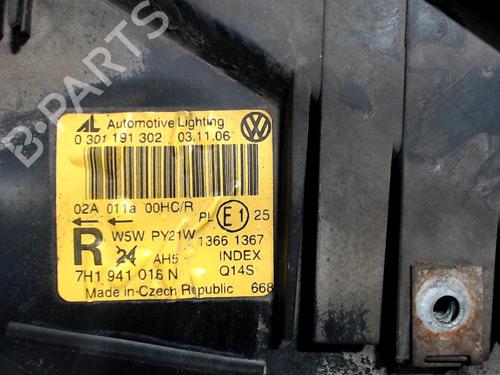 B-PARTS
AL Automotive Lighting
0 301 191 302 03.11.06
02A 011a 00HC/R
PL E1 25
R W5W PY21W 1366 1367
24 AH5 INDEX
7H1 941 016 N Q14S
Made in Czech Republic 668